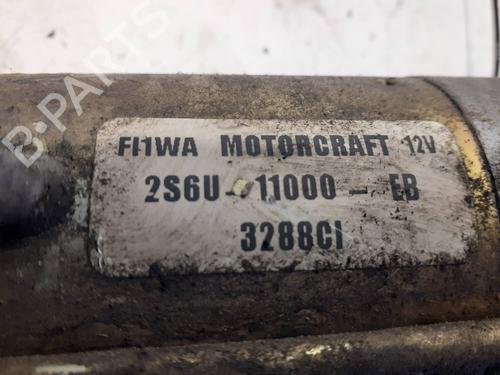 B-PARTS
FI1WA MOTORCRAFT 12V
2S6U-11000-EB
3288CI